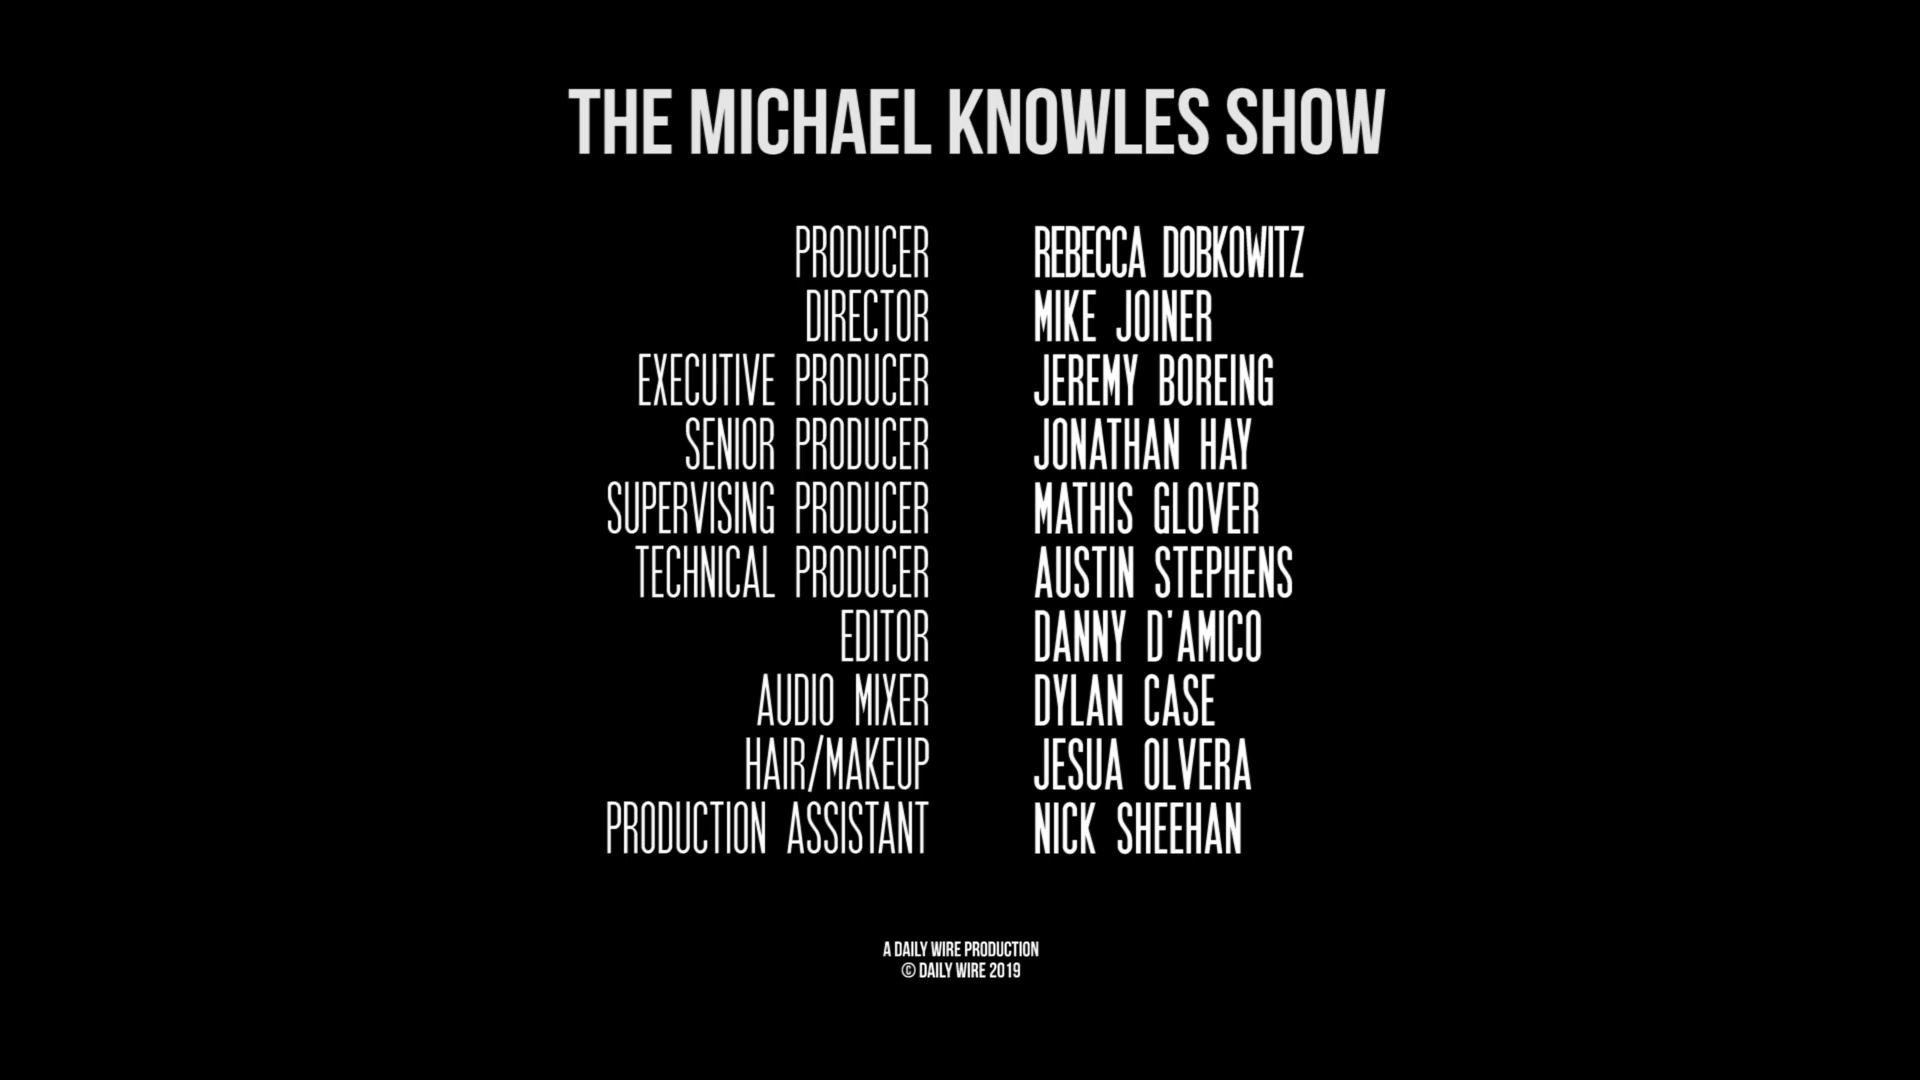 THE MICHAEL KNOWLES SHOW
PRODUCER REBECCA DOBKOWITZ
DIRECTOR MIKE JOINER
EXECUTIVE PRODUCER JEREMY BOREING
SENIOR PRODUCER JONATHAN HAY
SUPERVISING PRODUCER MATHIS GLOVER
TECHNICAL PRODUCER AUSTIN STEPHENS
EDITOR DANNY D'AMICO
AUDIO MIXER DYLAN CASE
HAIR/MAKEUP JESUA OLVERA
PRODUCTION ASSISTANT NICK SHEEHAN
A DAILY WIRE PRODUCTION
© DAILY WIRE 2019